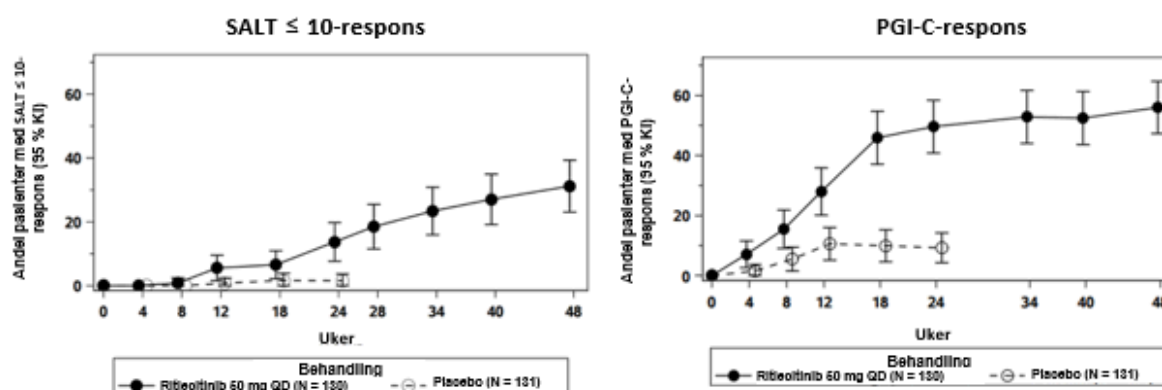 SALT ≤ 10-respons
Andel pasienter med SALT ≤ 10-
respons (95 % KI)
60
40
20
0
0 4 8 12 18 24 28 34 40 48
Uker
Behandling
Ritlecitinib 50 mg QD (N = 130) Placebo (N = 131)
PGI-C-respons
Andel pasienter med PGI-C-
respons (95 % KI)
60
40
20
0
0 4 8 12 18 24 34 40 48
Uker
Behandling
Ritlecitinib 50 mg QD (N = 130) Placebo (N = 131)